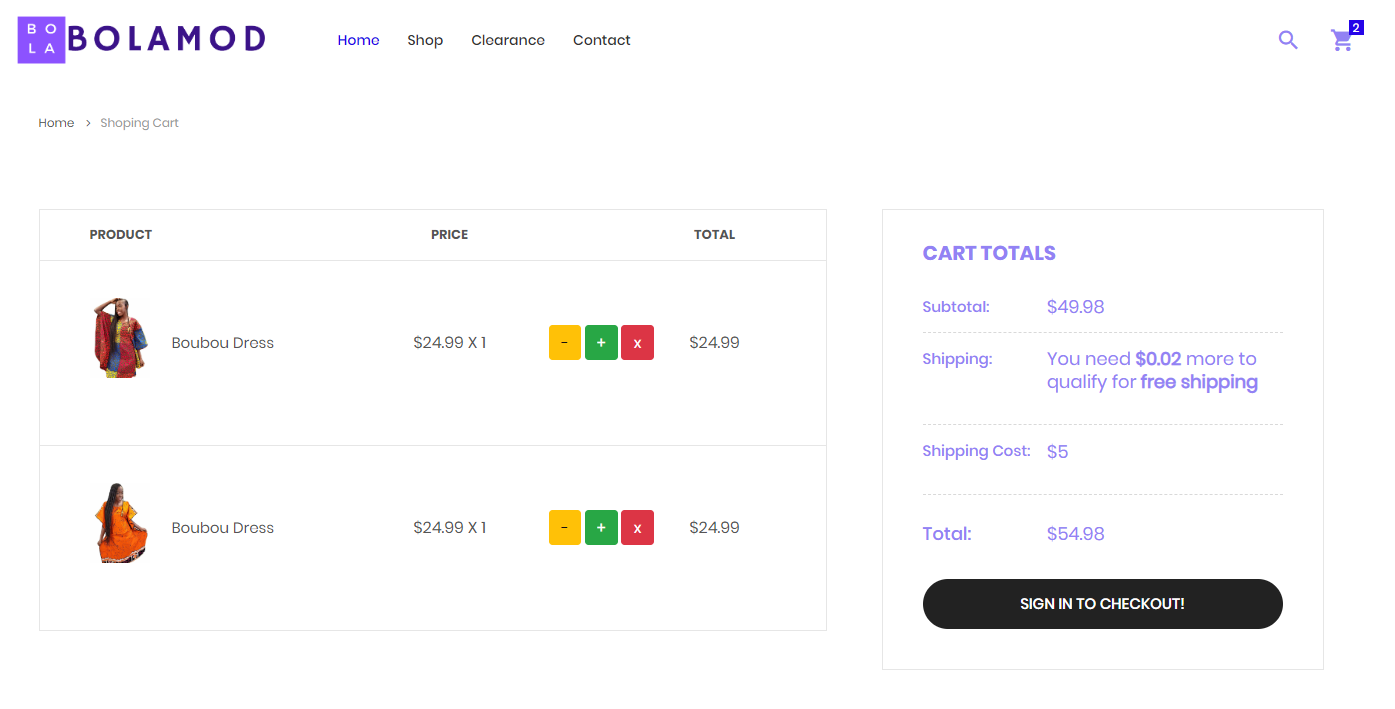 BO
LA
BOLAMOD
Home Shop Clearance Contact
2
Home > Shoping Cart
PRODUCT PRICE TOTAL
Boubou Dress $24.99 X 1 - + x $24.99
Boubou Dress $24.99 X 1 - + x $24.99
CART TOTALS
Subtotal: $49.98
Shipping: You need $0.02 more to
qualify for free shipping
Shipping Cost: $5
Total: $54.98
SIGN IN TO CHECKOUT!